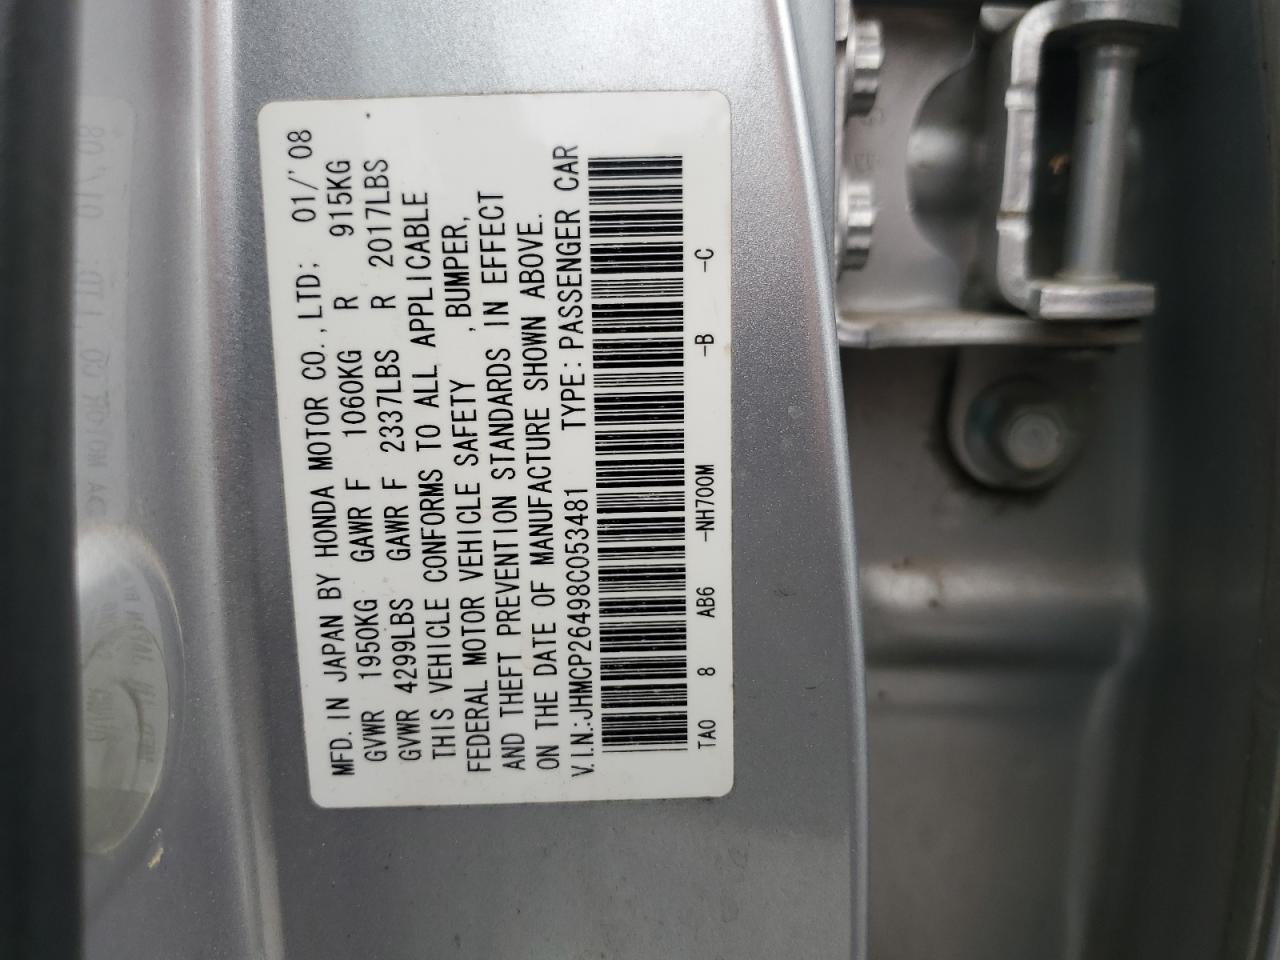 MFD. IN JAPAN BY HONDA MOTOR CO., LTD; 01/'08
GVWR 1950KG GAWR F 1060KG R 915KG
GVWR 4299LBS GAWR F 2337LBS R 2017LBS
THIS VEHICLE CONFORMS TO ALL APPLICABLE
FEDERAL MOTOR VEHICLE SAFETY , BUMPER,
AND THEFT PREVENTION STANDARDS IN EFFECT
ON THE DATE OF MANUFACTURE SHOWN ABOVE.
V.I.N.:JHMCP26498C053481 TYPE: PASSENGER CAR
TA0 8 AB6 -NH700M -B -C